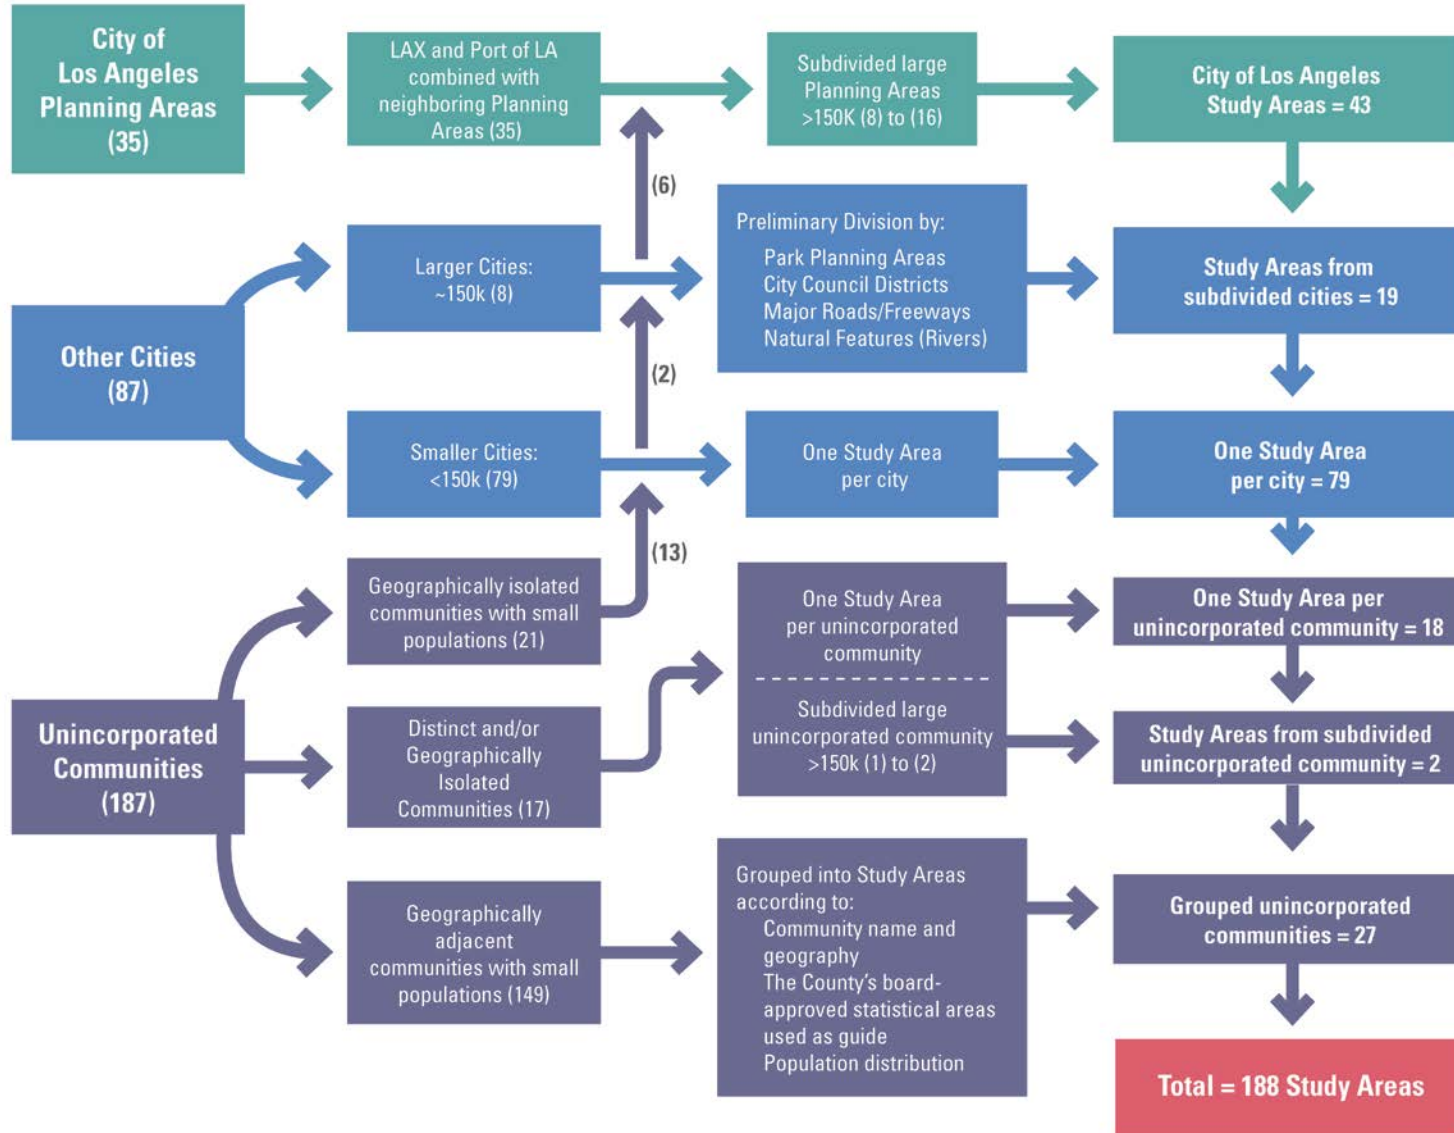 City of
Los Angeles
Planning Areas
(35)
LAX and Port of LA
combined with
neighboring Planning
Areas (35)
Subdivided large
Planning Areas
>150K (8) to (16)
City of Los Angeles
Study Areas = 43
(6)
Other Cities
(87)
Larger Cities:
~150k (8)
Preliminary Division by:
Park Planning Areas
City Council Districts
Major Roads/Freeways
Natural Features (Rivers)
Study Areas from
subdivided cities = 19
(2)
Smaller Cities:
<150k (79)
One Study Area
per city
One Study Area
per city = 79
(13)
Unincorporated
Communities
(187)
Geographically isolated
communities with small
populations (21)
Distinct and/or
Geographically
Isolated
Communities (17)
One Study Area
per unincorporated
community
Subdivided large
unincorporated community
>150k (1) to (2)
One Study Area per
unincorporated community = 18
Study Areas from subdivided
unincorporated community = 2
Geographically
adjacent
communities with small
populations (149)
Grouped into Study Areas
according to:
Community name and
geography
The County's board-
approved statistical areas
used as guide
Population distribution
Grouped unincorporated
communities = 27
Total = 188 Study Areas